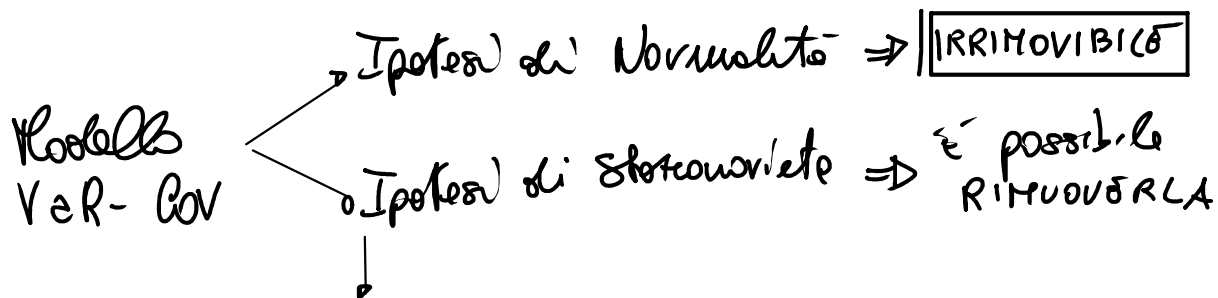 Ipotesi di Normalità ⇒ IRRIMOVIBILE
Modello
VaR - COV
Ipotesi di Stazionarietà ⇒ È possibile
RIMUOVERLA